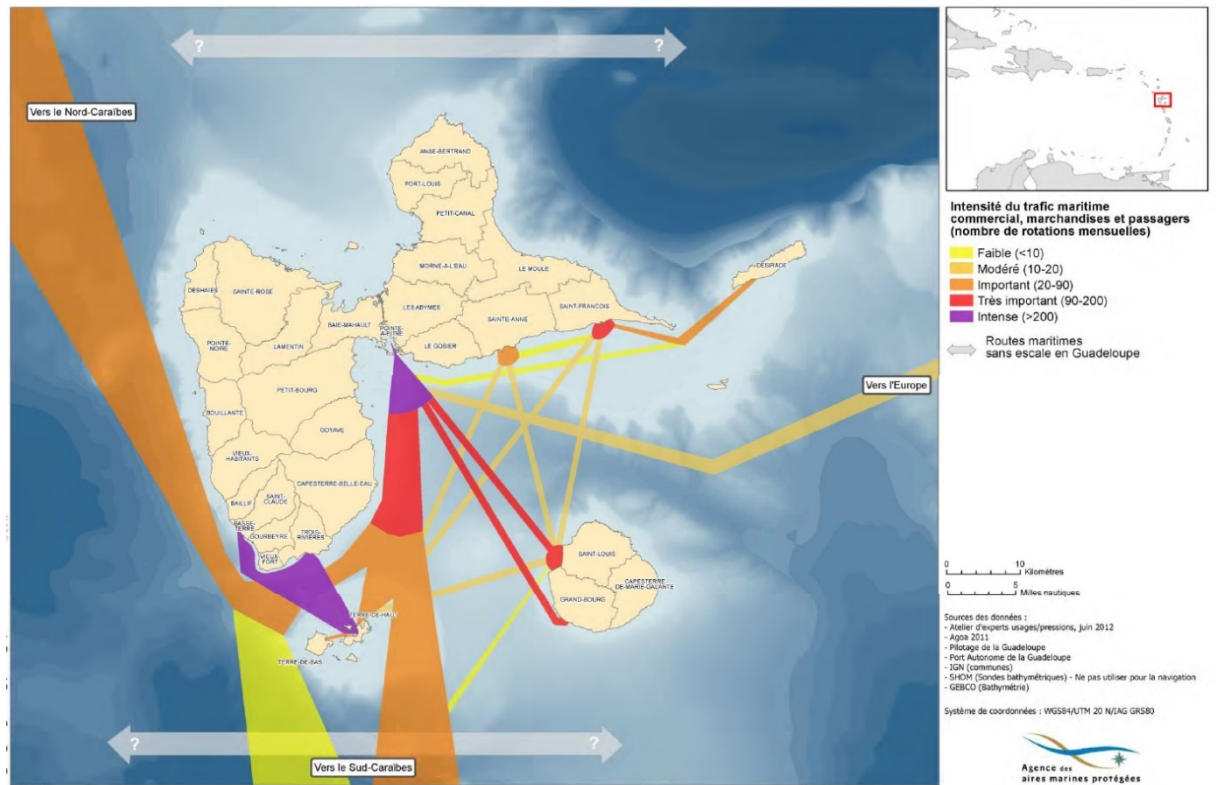 ?
?
Vers le Nord-Caraïbes
ANSE-BERTRAND
PORT-LOUIS
PETIT-CANAL
MORNE-A-L'EAU
LE MOULE
DÉSIRADE
DESHAIES
SAINTE-ROSE
LES ABYMES
SAINT-FRANCOIS
SAINTE-ANNE
BAIE-MAHAULT
POINTE-
A-PITRE
LE GOSIER
POINTE-
NOIRE
LAMENTIN
PETIT-BOURG
Vers l'Europe
BOUILLANTE
GOYAVE
VIEUX-
HABITANTS
CAPESTERRE-BELLE-EAU
BAILLIF
SAINT-
CLAUDE
BASSE-
TERRE
GOURBEYRE
TROIS-
RIVIÈRES
VIEUX-
FORT
SAINT-LOUIS
CAPESTERRE
DE-MARIE-GALANTE
GRAND-BOURG
TERRE-DE-HAUT
TERRE-DE-BAS
?
?
Vers le Sud-Caraïbes
Intensité du trafic maritime
commercial, marchandises et passagers
(nombre de rotations mensuelles)
Faible (<10)
Modéré (10-20)
Important (20-90)
Très important (90-200)
Intense (>200)
Routes maritimes
sans escale en Guadeloupe
0 10
Kilomètres
0 5
Milles nautiques
Sources des données :
- Atelier d'experts usages/pressions, juin 2012
- Agoa 2011
- Pilotage de la Guadeloupe
- Port Autonome de la Guadeloupe
- IGN (communes)
- SHOM (Sondes bathymétriques) - Ne pas utiliser pour la navigation
- GEBCO (Bathymétrie)
Système de coordonnées : WGS84/UTM 20 N/IAG GRS80
Agence des
aires marines protégées